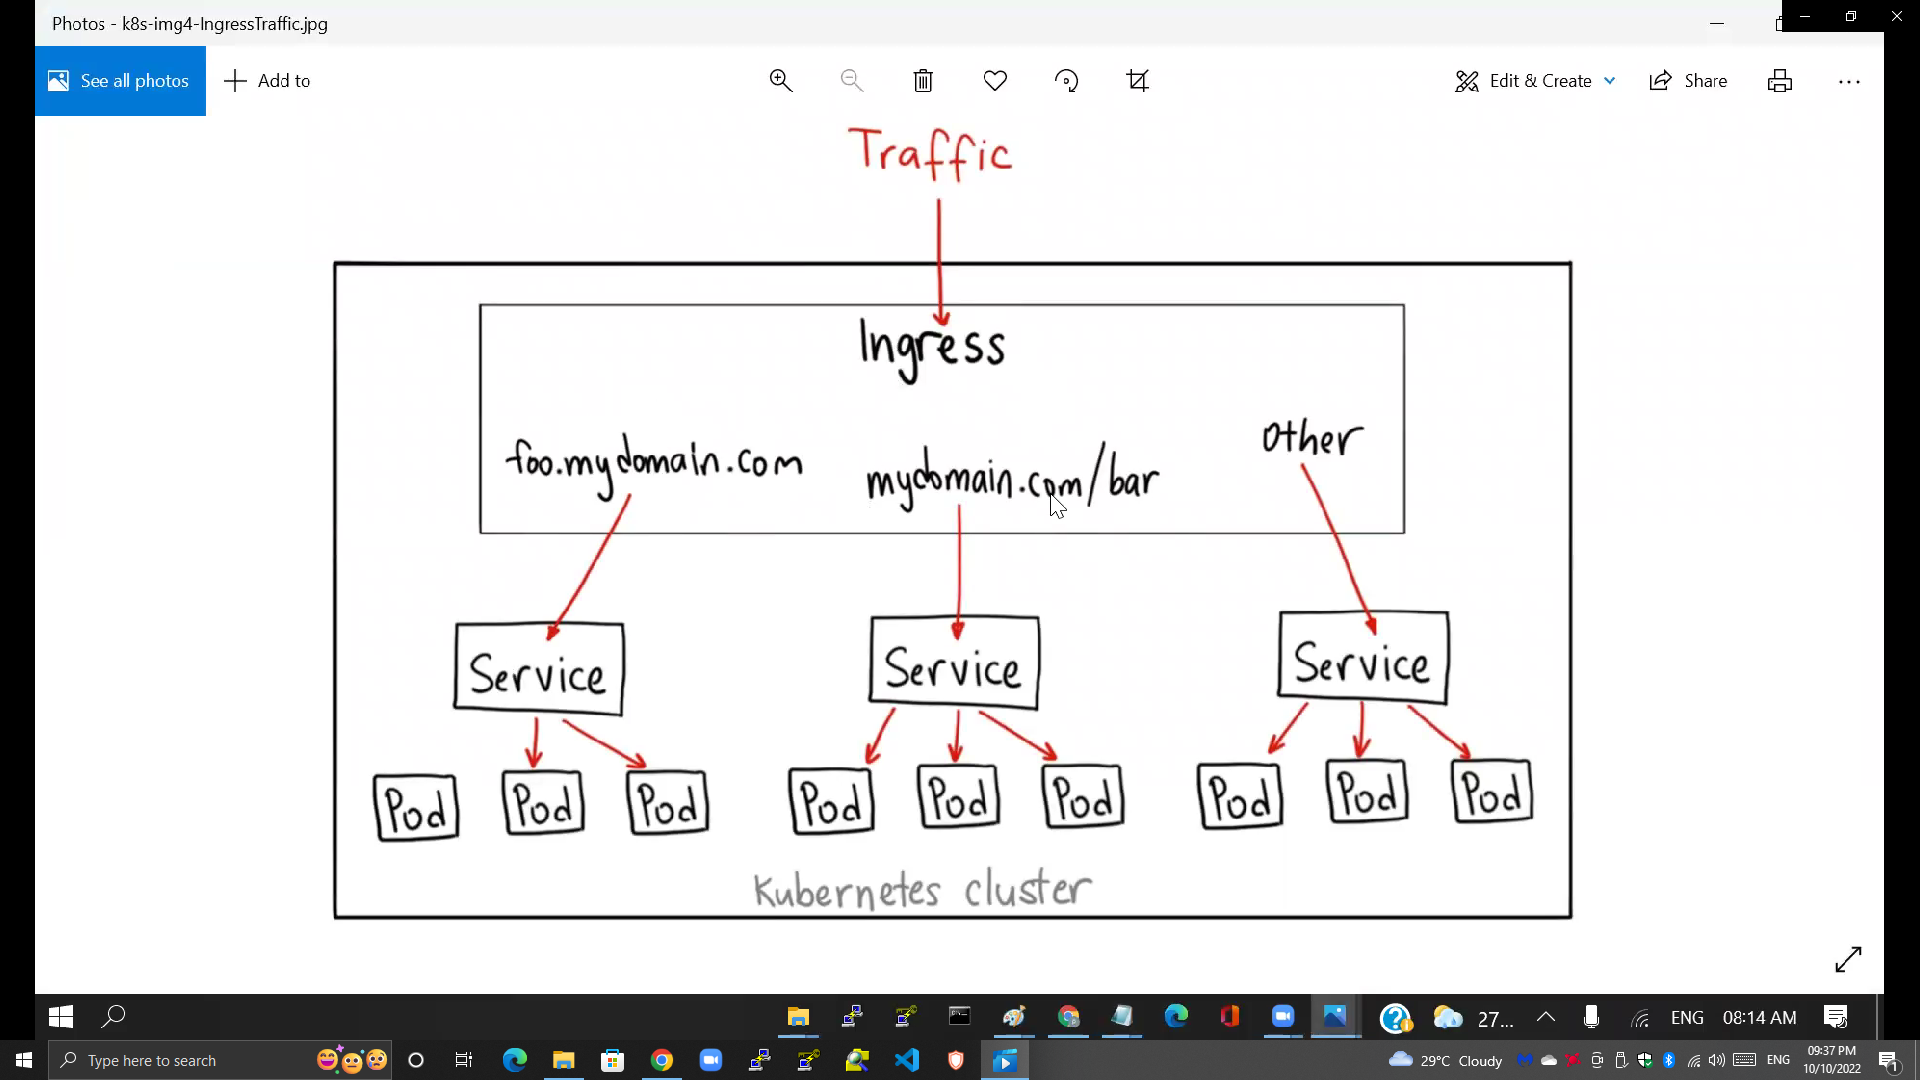 Photos - k8s-img4-IngressTraffic.jpg
See all photos
Add to
Edit & Create
Share
Traffic
Ingress
foo.mydomain.com
mydomain.com/bar
Other
Service
Service
Service
Pod
Pod
Pod
Pod
Pod
Pod
Pod
Pod
Pod
Kubernetes cluster
27...
ENG
08:14 AM
Type here to search
29°C Cloudy
ENG
09:37 PM
10/10/2022
1